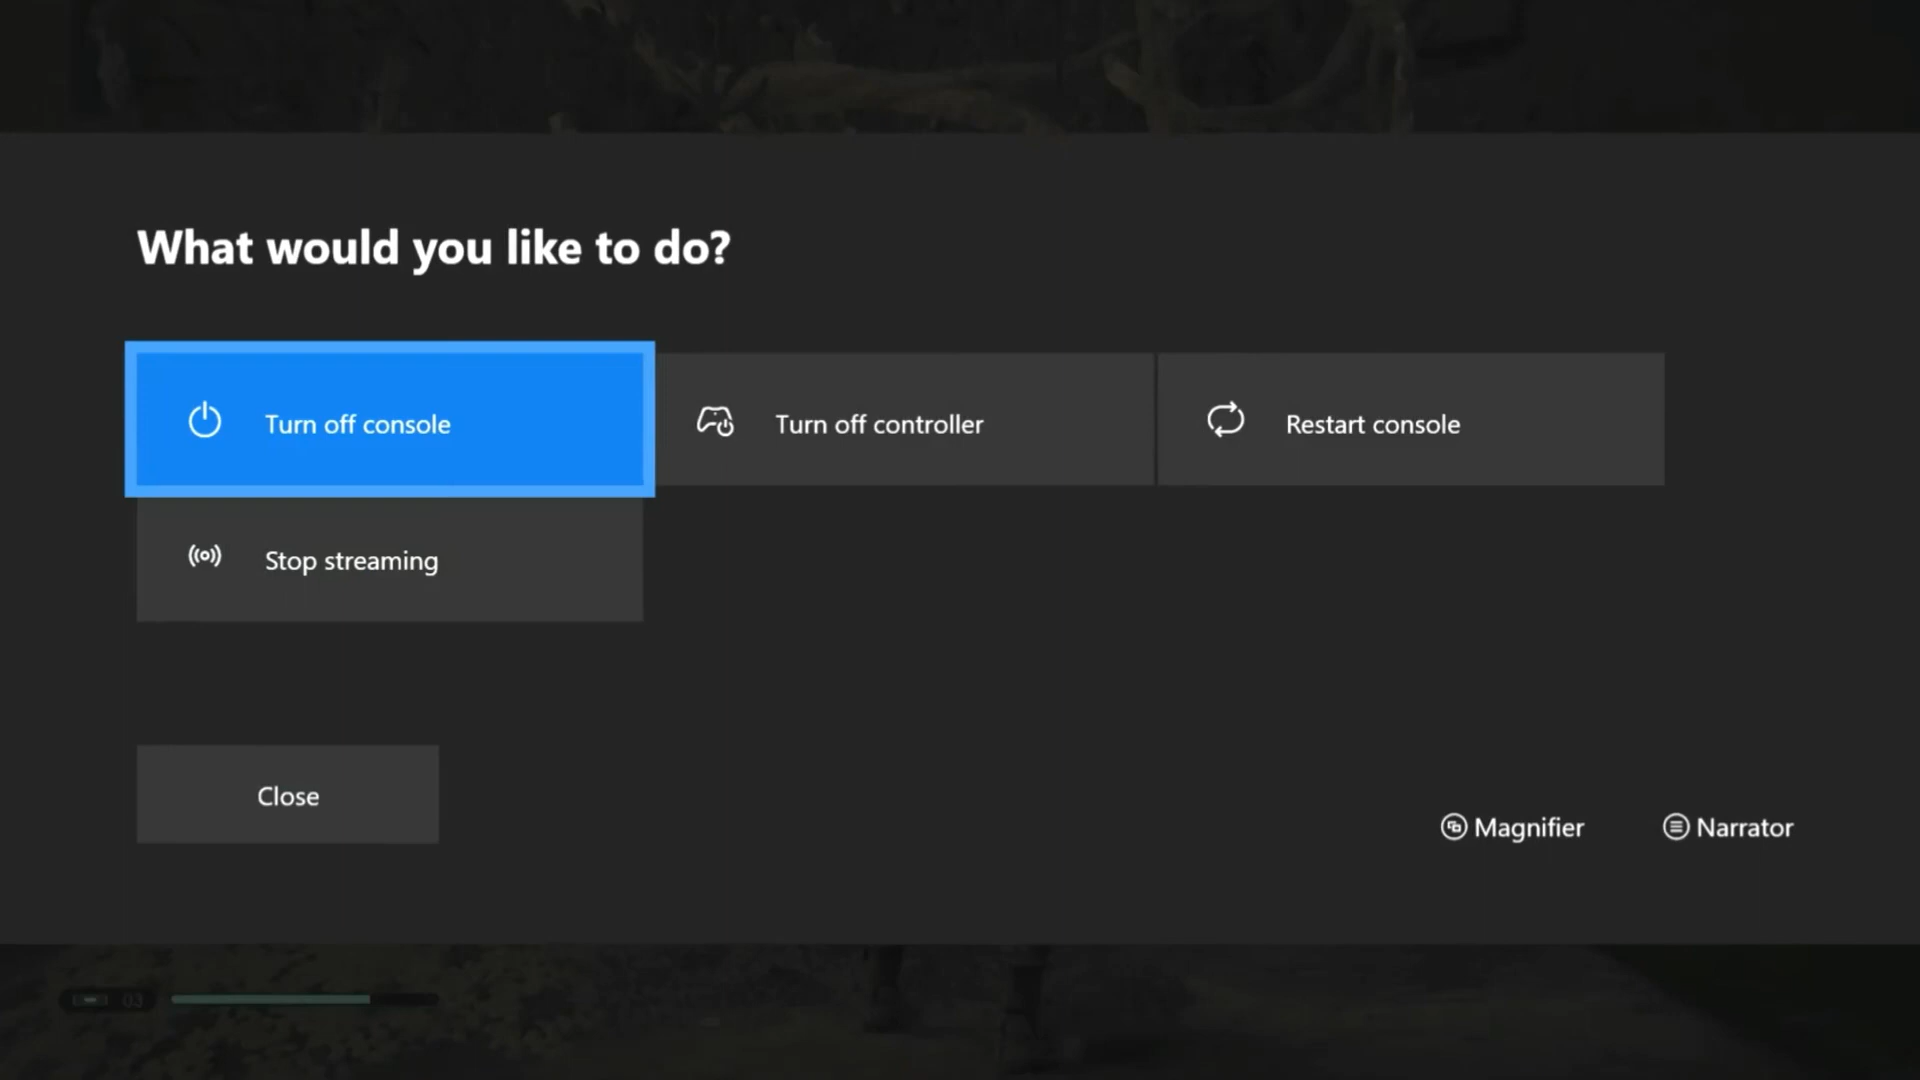 What would you like to do?
Turn off console
Turn off controller
Restart console
Stop streaming
Close
Magnifier
Narrator
03